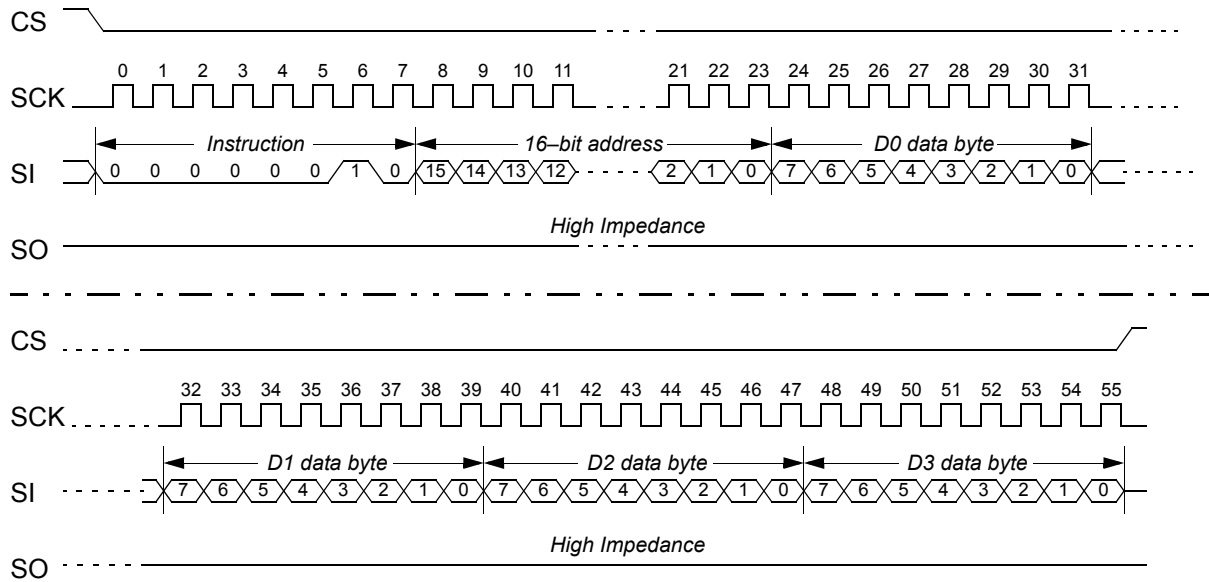 CS
0 1 2 3 4 5 6 7 8 9 10 11 21 22 23 24 25 26 27 28 29 30 31
SCK
Instruction 16–bit address D0 data byte
SI 0 0 0 0 0 0 1 0 15 14 13 12 2 1 0 7 6 5 4 3 2 1 0
High Impedance
SO
CS
32 33 34 35 36 37 38 39 40 41 42 43 44 45 46 47 48 49 50 51 52 53 54 55
SCK
D1 data byte D2 data byte D3 data byte
SI 7 6 5 4 3 2 1 0 7 6 5 4 3 2 1 0 7 6 5 4 3 2 1 0
High Impedance
SO